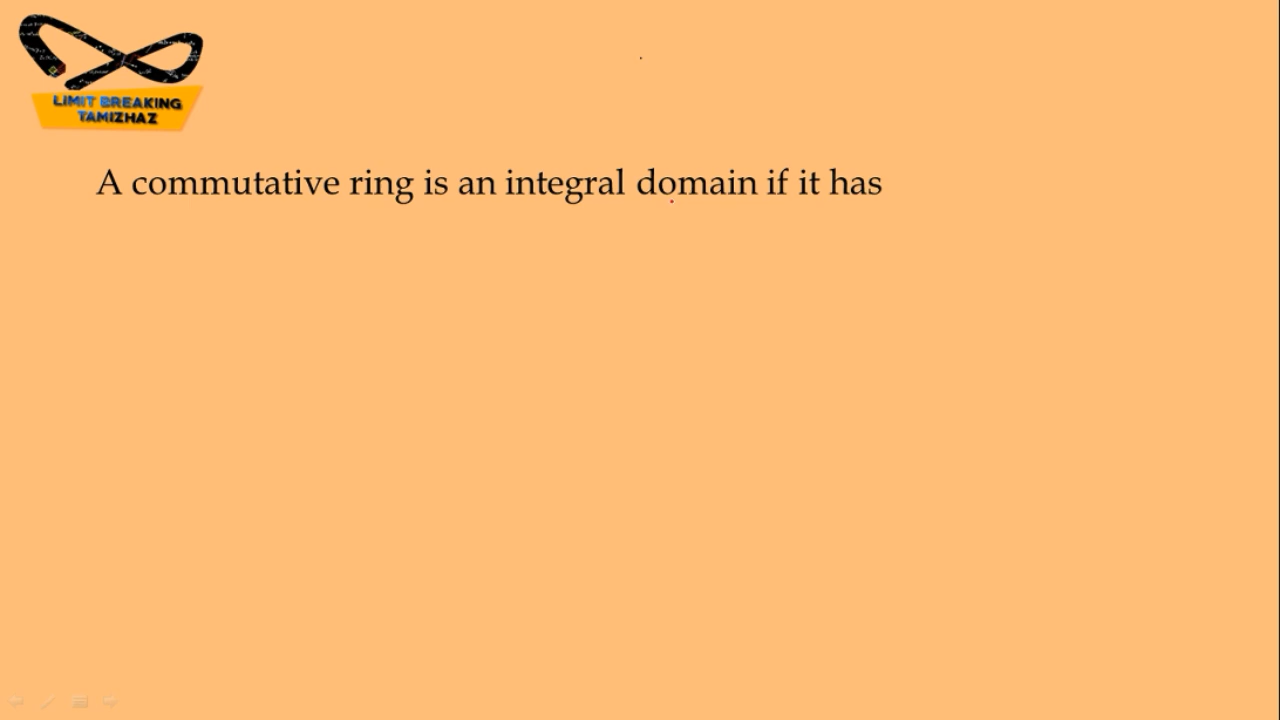 LIMIT BREAKING
TAMIZHAZ
A commutative ring is an integral domain if it has